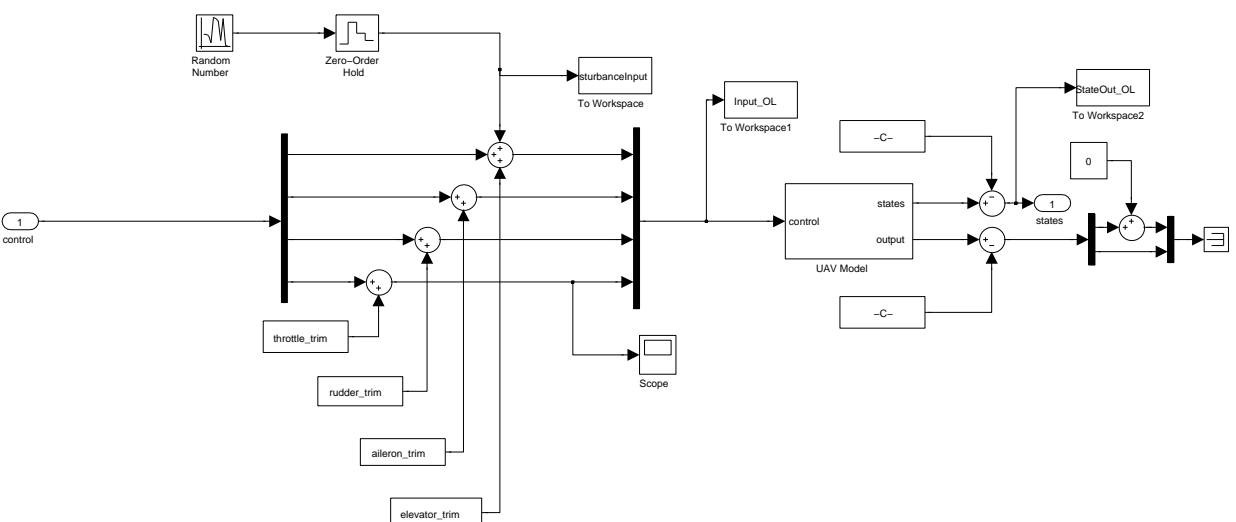 Random
Number
Zero−Order
Hold
sturbanceInput
To Workspace
Input_OL
To Workspace1
StateOut_OL
To Workspace2
−C−
0
+
+
+
+
+
+
+
+
+
+
−
+
−
+
+
+
1
control
control
states
output
UAV Model
1
states
−C−
throttle_trim
rudder_trim
aileron_trim
elevator_trim
Scope